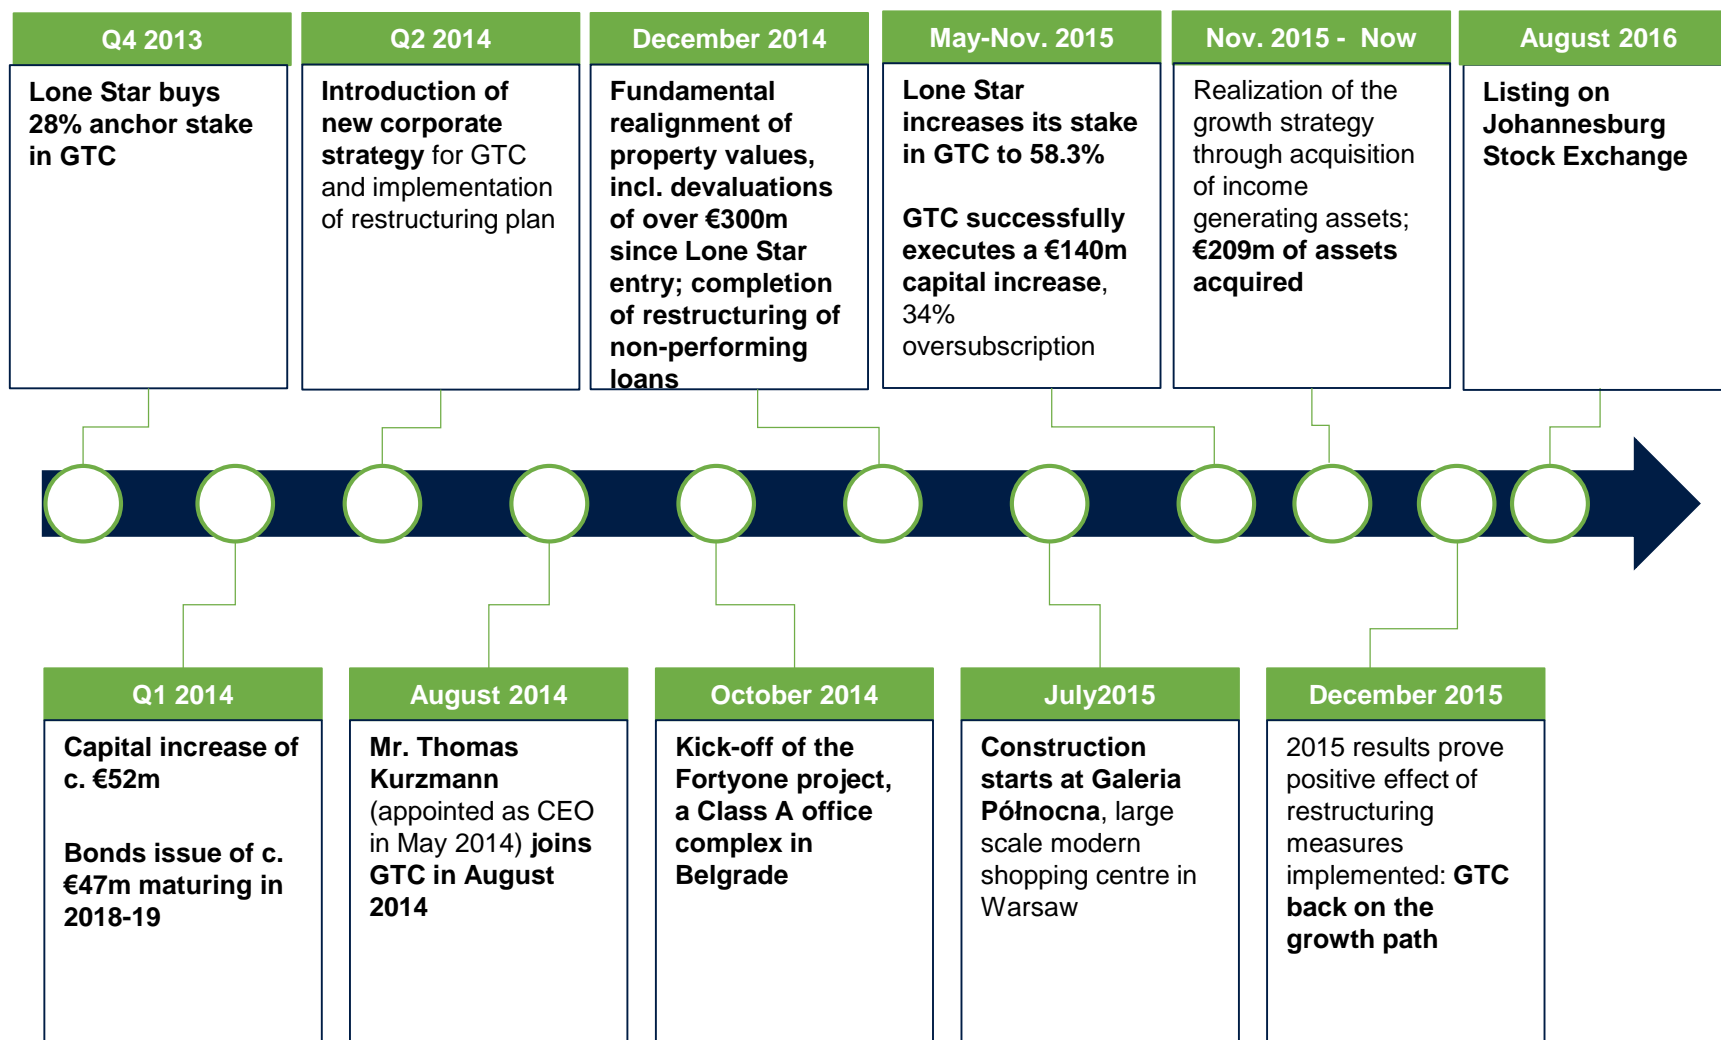 Q4 2013
Lone Star buys
28% anchor stake
in GTC
Q2 2014
Introduction of
new corporate
strategy for GTC
and implementation
of restructuring plan
December 2014
Fundamental
realignment of
property values,
incl. devaluations
of over €300m
since Lone Star
entry; completion
of restructuring of
non-performing
loans
May-Nov. 2015
Lone Star
increases its stake
in GTC to 58.3%
GTC successfully
executes a €140m
capital increase,
34%
oversubscription
Nov. 2015 - Now
Realization of the
growth strategy
through acquisition
of income
generating assets;
€209m of assets
acquired
August 2016
Listing on
Johannesburg
Stock Exchange
Q1 2014
Capital increase of
c. €52m
Bonds issue of c.
€47m maturing in
2018-19
August 2014
Mr. Thomas
Kurzmann
(appointed as CEO
in May 2014) joins
GTC in August
2014
October 2014
Kick-off of the
Fortyone project,
a Class A office
complex in
Belgrade
July2015
Construction
starts at Galeria
Północna, large
scale modern
shopping centre in
Warsaw
December 2015
2015 results prove
positive effect of
restructuring
measures
implemented: GTC
back on the
growth path